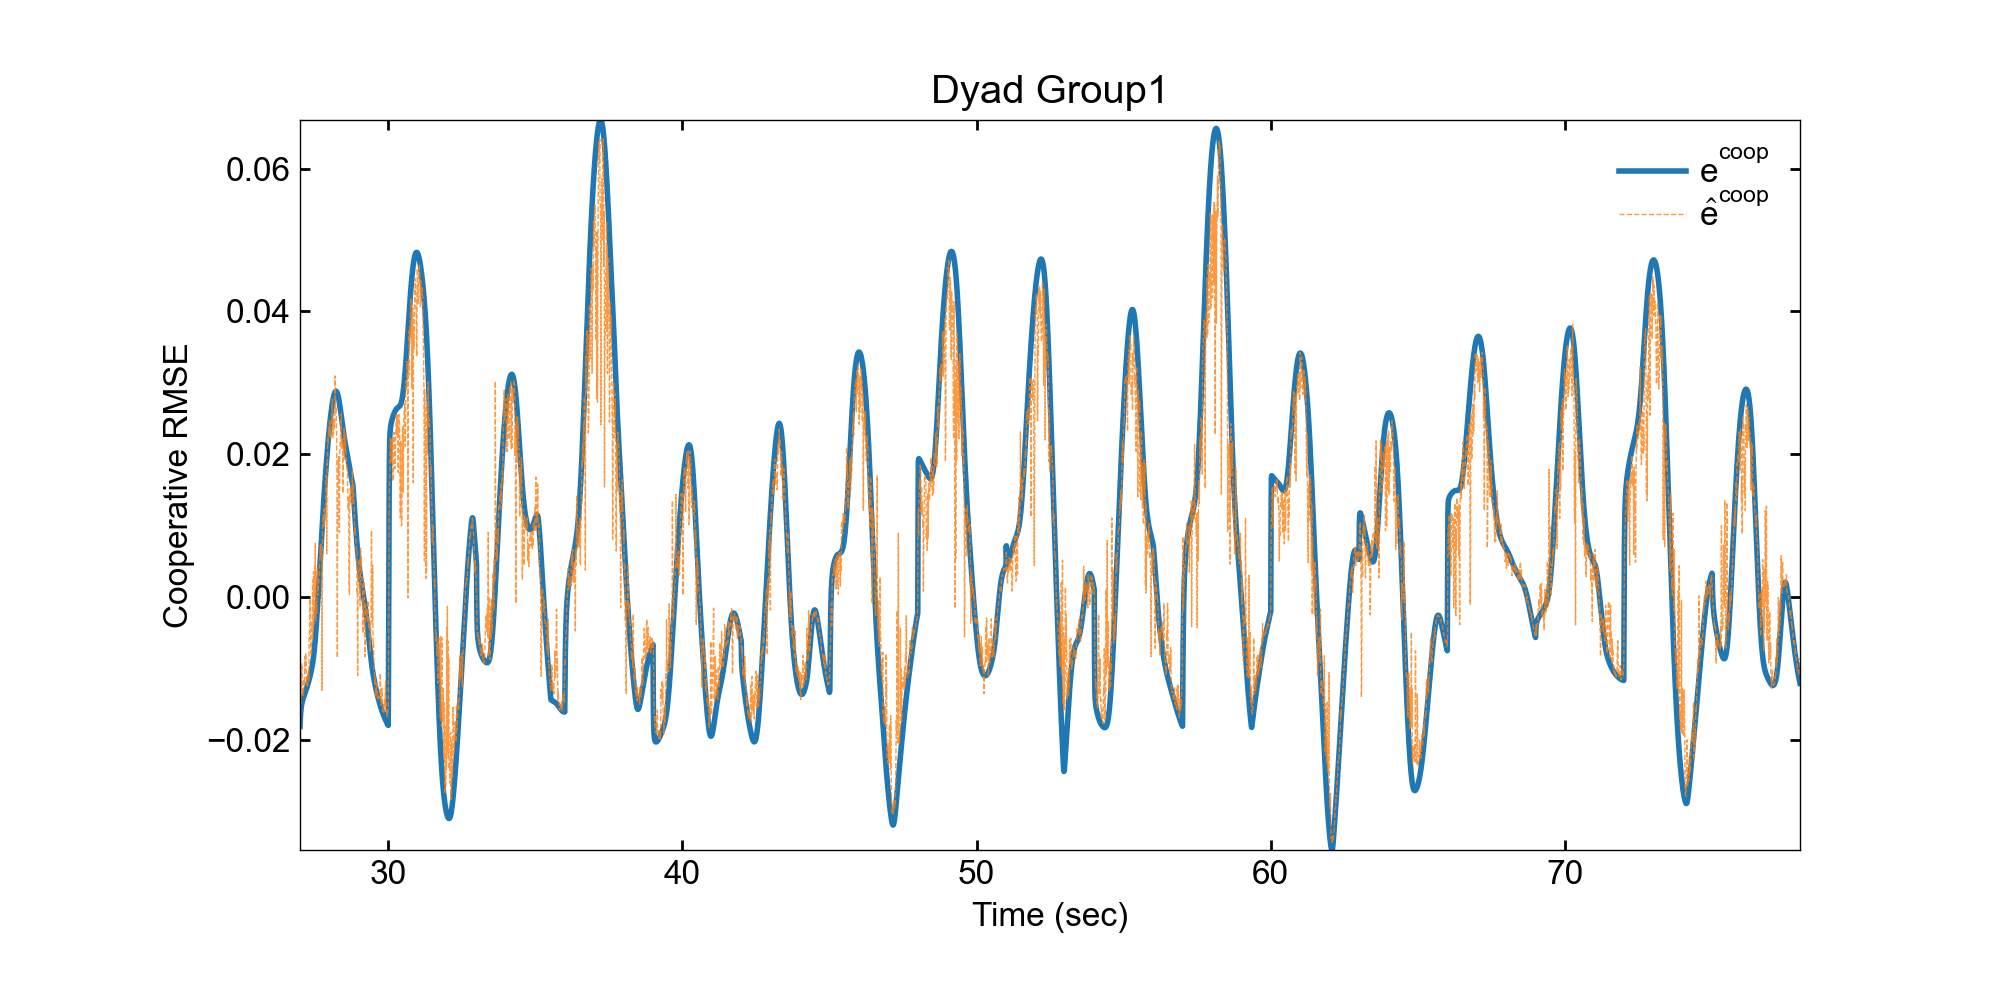 Dyad Group1
Cooperative RMSE
0.06
0.04
0.02
0.00
−0.02
e^coop
ê^coop
30 40 50 60 70
Time (sec)